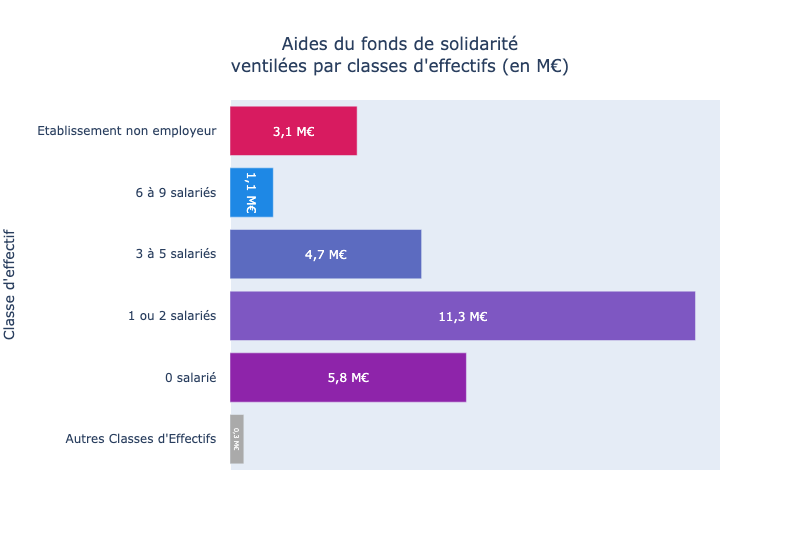 Aides du fonds de solidarité
ventilées par classes d'effectifs (en M€)
Classe d'effectif
Etablissement non employeur
3,1 M€
6 à 9 salariés
1,1 M€
3 à 5 salariés
4,7 M€
1 ou 2 salariés
11,3 M€
0 salarié
5,8 M€
Autres Classes d'Effectifs
0,3 M€